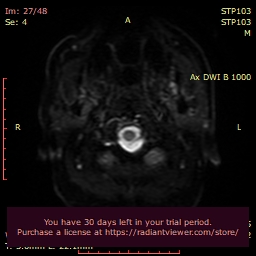 Im: 27/48
Se: 4
A
STP103
STP103
M
Ax DWI B 1000
R
L
You have 30 days left in your trial period.
Purchase a license at https://radiantviewer.com/store/